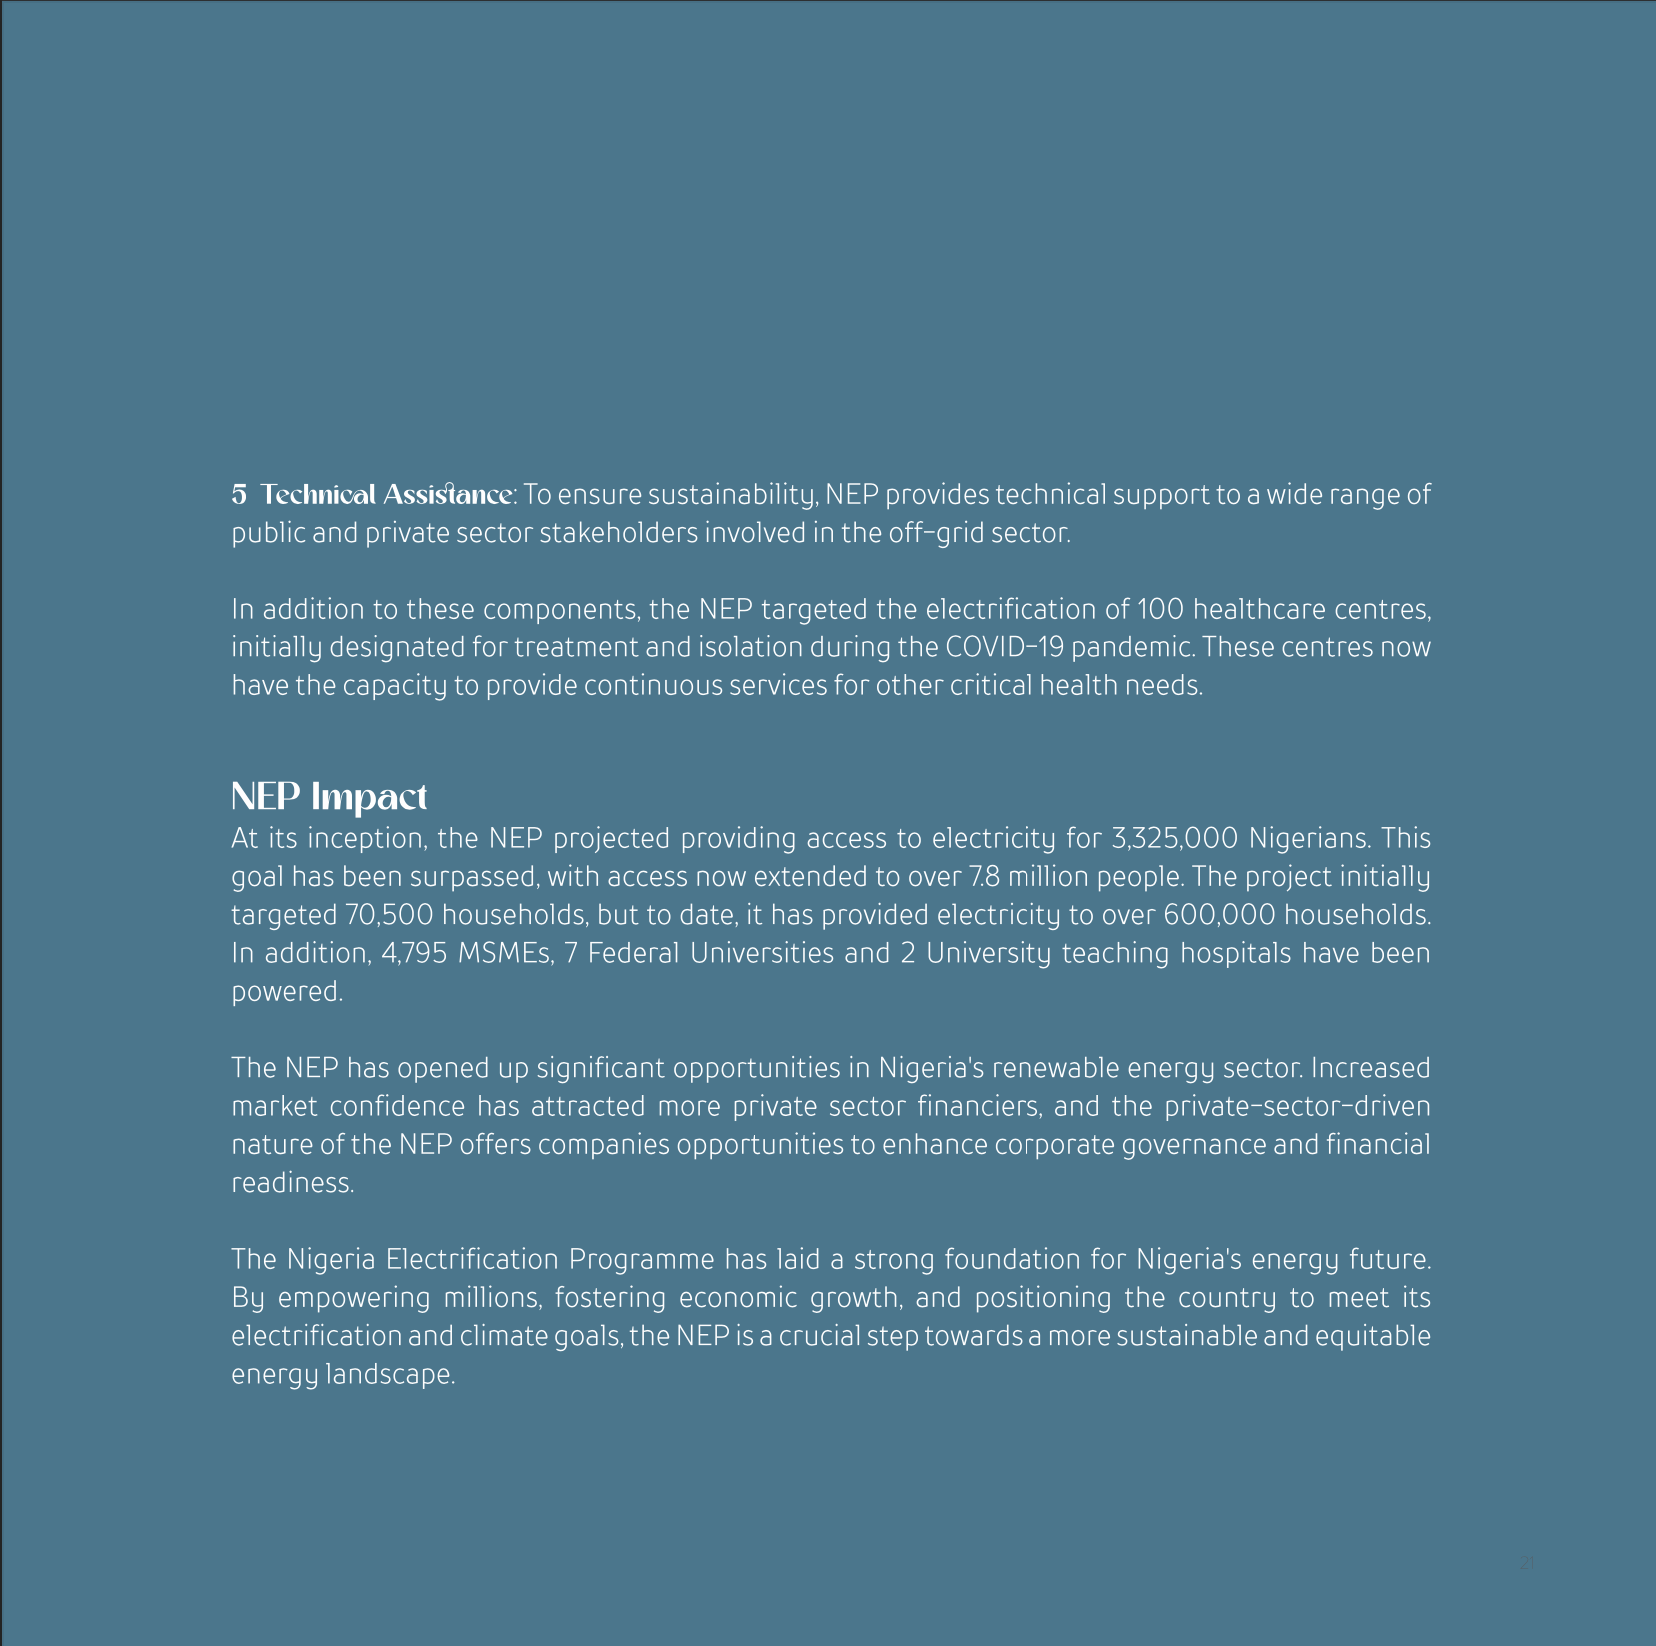 5 Technical Assistance: To ensure sustainability, NEP provides technical support to a wide range of
public and private sector stakeholders involved in the off-grid sector.
In addition to these components, the NEP targeted the electrification of 100 healthcare centres,
initially designated for treatment and isolation during the COVID-19 pandemic. These centres now
have the capacity to provide continuous services for other critical health needs.
NEP Impact
At its inception, the NEP projected providing access to electricity for 3,325,000 Nigerians. This
goal has been surpassed, with access now extended to over 7.8 million people. The project initially
targeted 70,500 households, but to date, it has provided electricity to over 600,000 households.
In addition, 4,795 MSMEs, 7 Federal Universities and 2 University teaching hospitals have been
powered.
The NEP has opened up significant opportunities in Nigeria's renewable energy sector. Increased
market confidence has attracted more private sector financiers, and the private-sector-driven
nature of the NEP offers companies opportunities to enhance corporate governance and financial
readiness.
The Nigeria Electrification Programme has laid a strong foundation for Nigeria's energy future.
By empowering millions, fostering economic growth, and positioning the country to meet its
electrification and climate goals, the NEP is a crucial step towards a more sustainable and equitable
energy landscape.
21